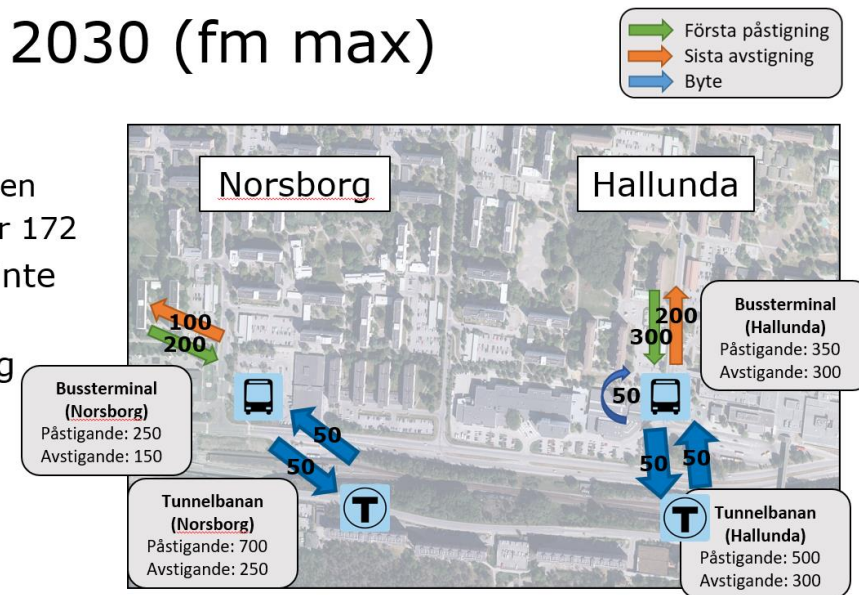 2030 (fm max)
Första påstigning
Sista avstigning
Byte
en
r 172
nte
g
Norsborg
Hallunda
100
200
200
300
Bussterminal
(Hallunda)
Påstigande: 350
Avstigande: 300
50
Bussterminal
(Norsborg)
Påstigande: 250
Avstigande: 150
50
50
50
50
Tunnelbanan
(Norsborg)
Påstigande: 700
Avstigande: 250
T
T
Tunnelbanan
(Hallunda)
Påstigande: 500
Avstigande: 300